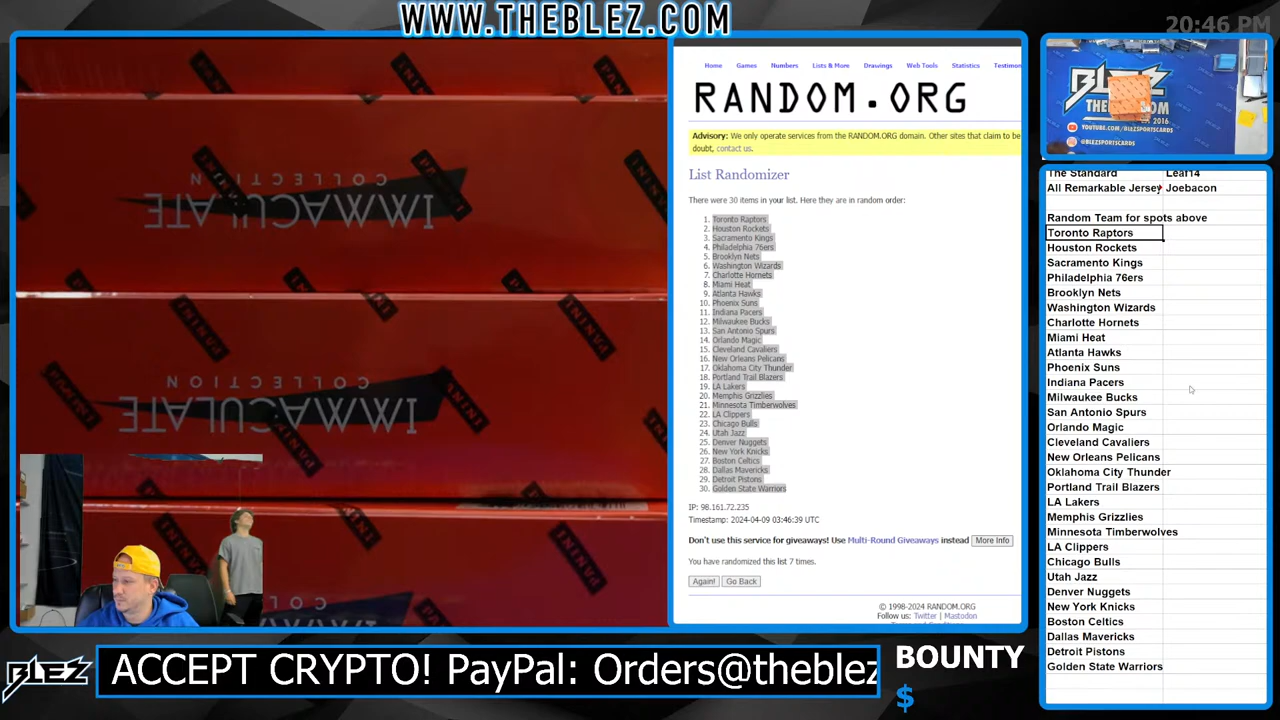 WWW.THEBLEZ.COM
20:46 PM
Home Games Numbers Lists & More Drawings Web Tools Statistics Testimon
RANDOM.ORG
Advisory: We only operate services from the RANDOM.ORG domain. Other sites that claim to be
doubt, contact us.
List Randomizer
There were 30 items in your list. Here they are in random order:
1. Toronto Raptors
2. Houston Rockets
3. Sacramento Kings
4. Philadelphia 76ers
5. Brooklyn Nets
6. Washington Wizards
7. Charlotte Hornets
8. Miami Heat
9. Atlanta Hawks
10. Phoenix Suns
11. Indiana Pacers
12. Milwaukee Bucks
13. San Antonio Spurs
14. Orlando Magic
15. Cleveland Cavaliers
16. New Orleans Pelicans
17. Oklahoma City Thunder
18. Portland Trail Blazers
19. LA Lakers
20. Memphis Grizzlies
21. Minnesota Timberwolves
22. LA Clippers
23. Chicago Bulls
24. Utah Jazz
25. Denver Nuggets
26. New York Knicks
27. Boston Celtics
28. Dallas Mavericks
29. Detroit Pistons
30. Golden State Warriors
IP: 98.161.72.235
Timestamp: 2024-04-09 03:46:39 UTC
Don't use this service for giveaways! Use Multi-Round Giveaways instead More Info
You have randomized this list 7 times.
Again! Go Back
© 1998-2024 RANDOM.ORG
Follow us: Twitter | Mastodon
BLEZ
THEBLEZ.COM
2016
YOUTUBE.COM/BLEZSPORTSCARDS
@BLEZSPORTSCARDS
The Standard Leaf14
All Remarkable Jersey Joebacon
Random Team for spots above
Toronto Raptors
Houston Rockets
Sacramento Kings
Philadelphia 76ers
Brooklyn Nets
Washington Wizards
Charlotte Hornets
Miami Heat
Atlanta Hawks
Phoenix Suns
Indiana Pacers
Milwaukee Bucks
San Antonio Spurs
Orlando Magic
Cleveland Cavaliers
New Orleans Pelicans
Oklahoma City Thunder
Portland Trail Blazers
LA Lakers
Memphis Grizzlies
Minnesota Timberwolves
LA Clippers
Chicago Bulls
Utah Jazz
Denver Nuggets
New York Knicks
Boston Celtics
Dallas Mavericks
Detroit Pistons
Golden State Warriors
COLLECTION
IMMACULATE
PANINI
COLLECTION
IMMACULATE
PANINI
BLEZ
ACCEPT CRYPTO! PayPal: Orders@theblez
BOUNTY
$